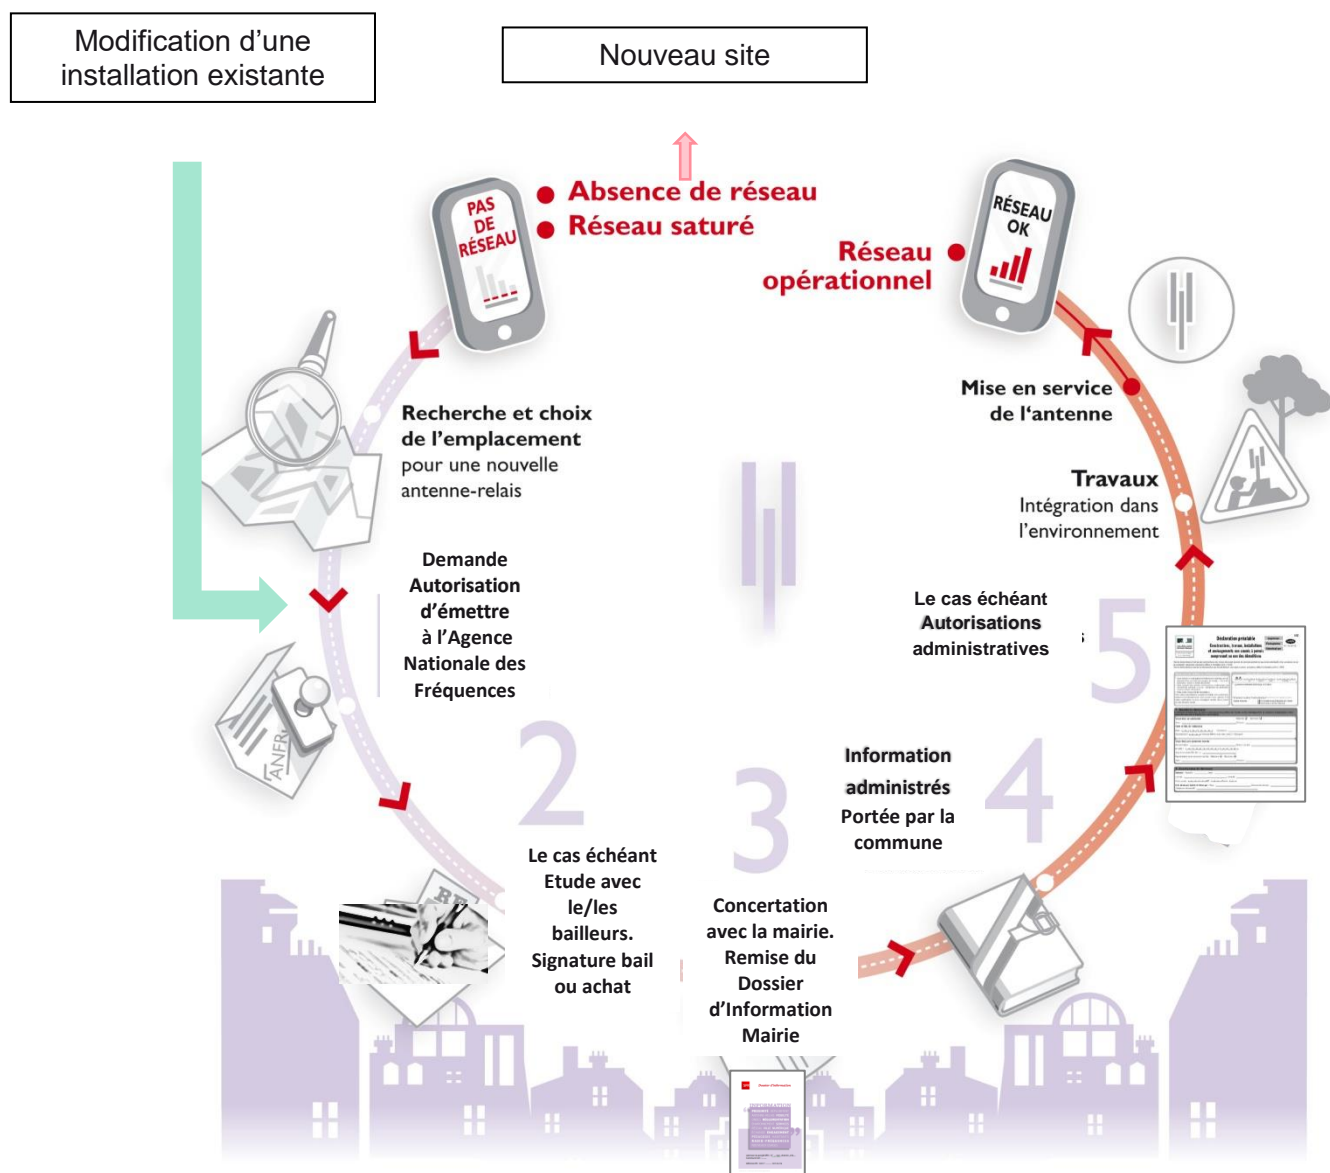 Modification d’une
installation existante
Nouveau site
PAS
DE
RÉSEAU
Absence de réseau
Réseau saturé
RÉSEAU
OK
Réseau
opérationnel
Recherche et choix
de l’emplacement
pour une nouvelle
antenne-relais
Mise en service
de l‘antenne
Travaux
Intégration dans
l’environnement
Demande
Autorisation
d’émettre
à l’Agence
Nationale des
Fréquences
ANFR
Le cas échéant
Autorisations
administratives
5
Déclaration préalable
2
3
4
Information
administrés
Portée par la
commune
Le cas échéant
Etude avec
le/les
bailleurs.
Signature bail
ou achat
Concertation
avec la mairie.
Remise du
Dossier
d’Information
Mairie